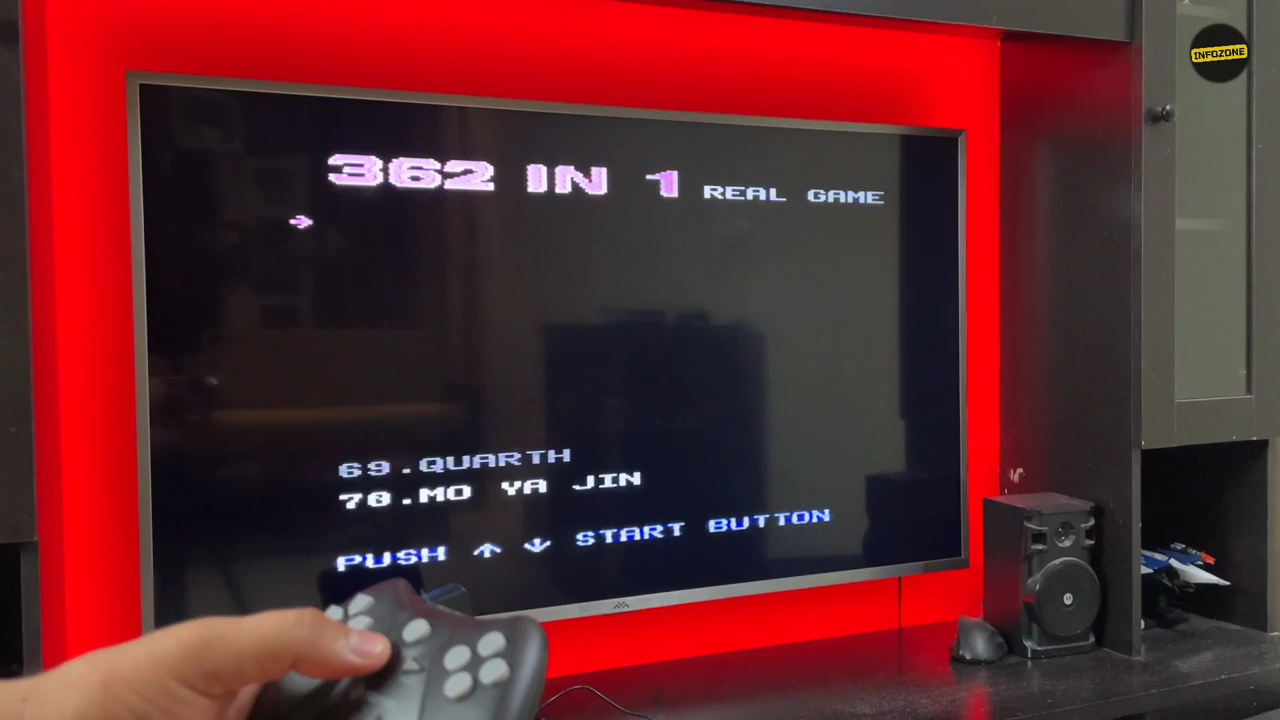 INFOZONE
362 IN 1 REAL GAME
→
69.QUARTH
70.MO YA JIN
PUSH ↑ ↓ START BUTTON